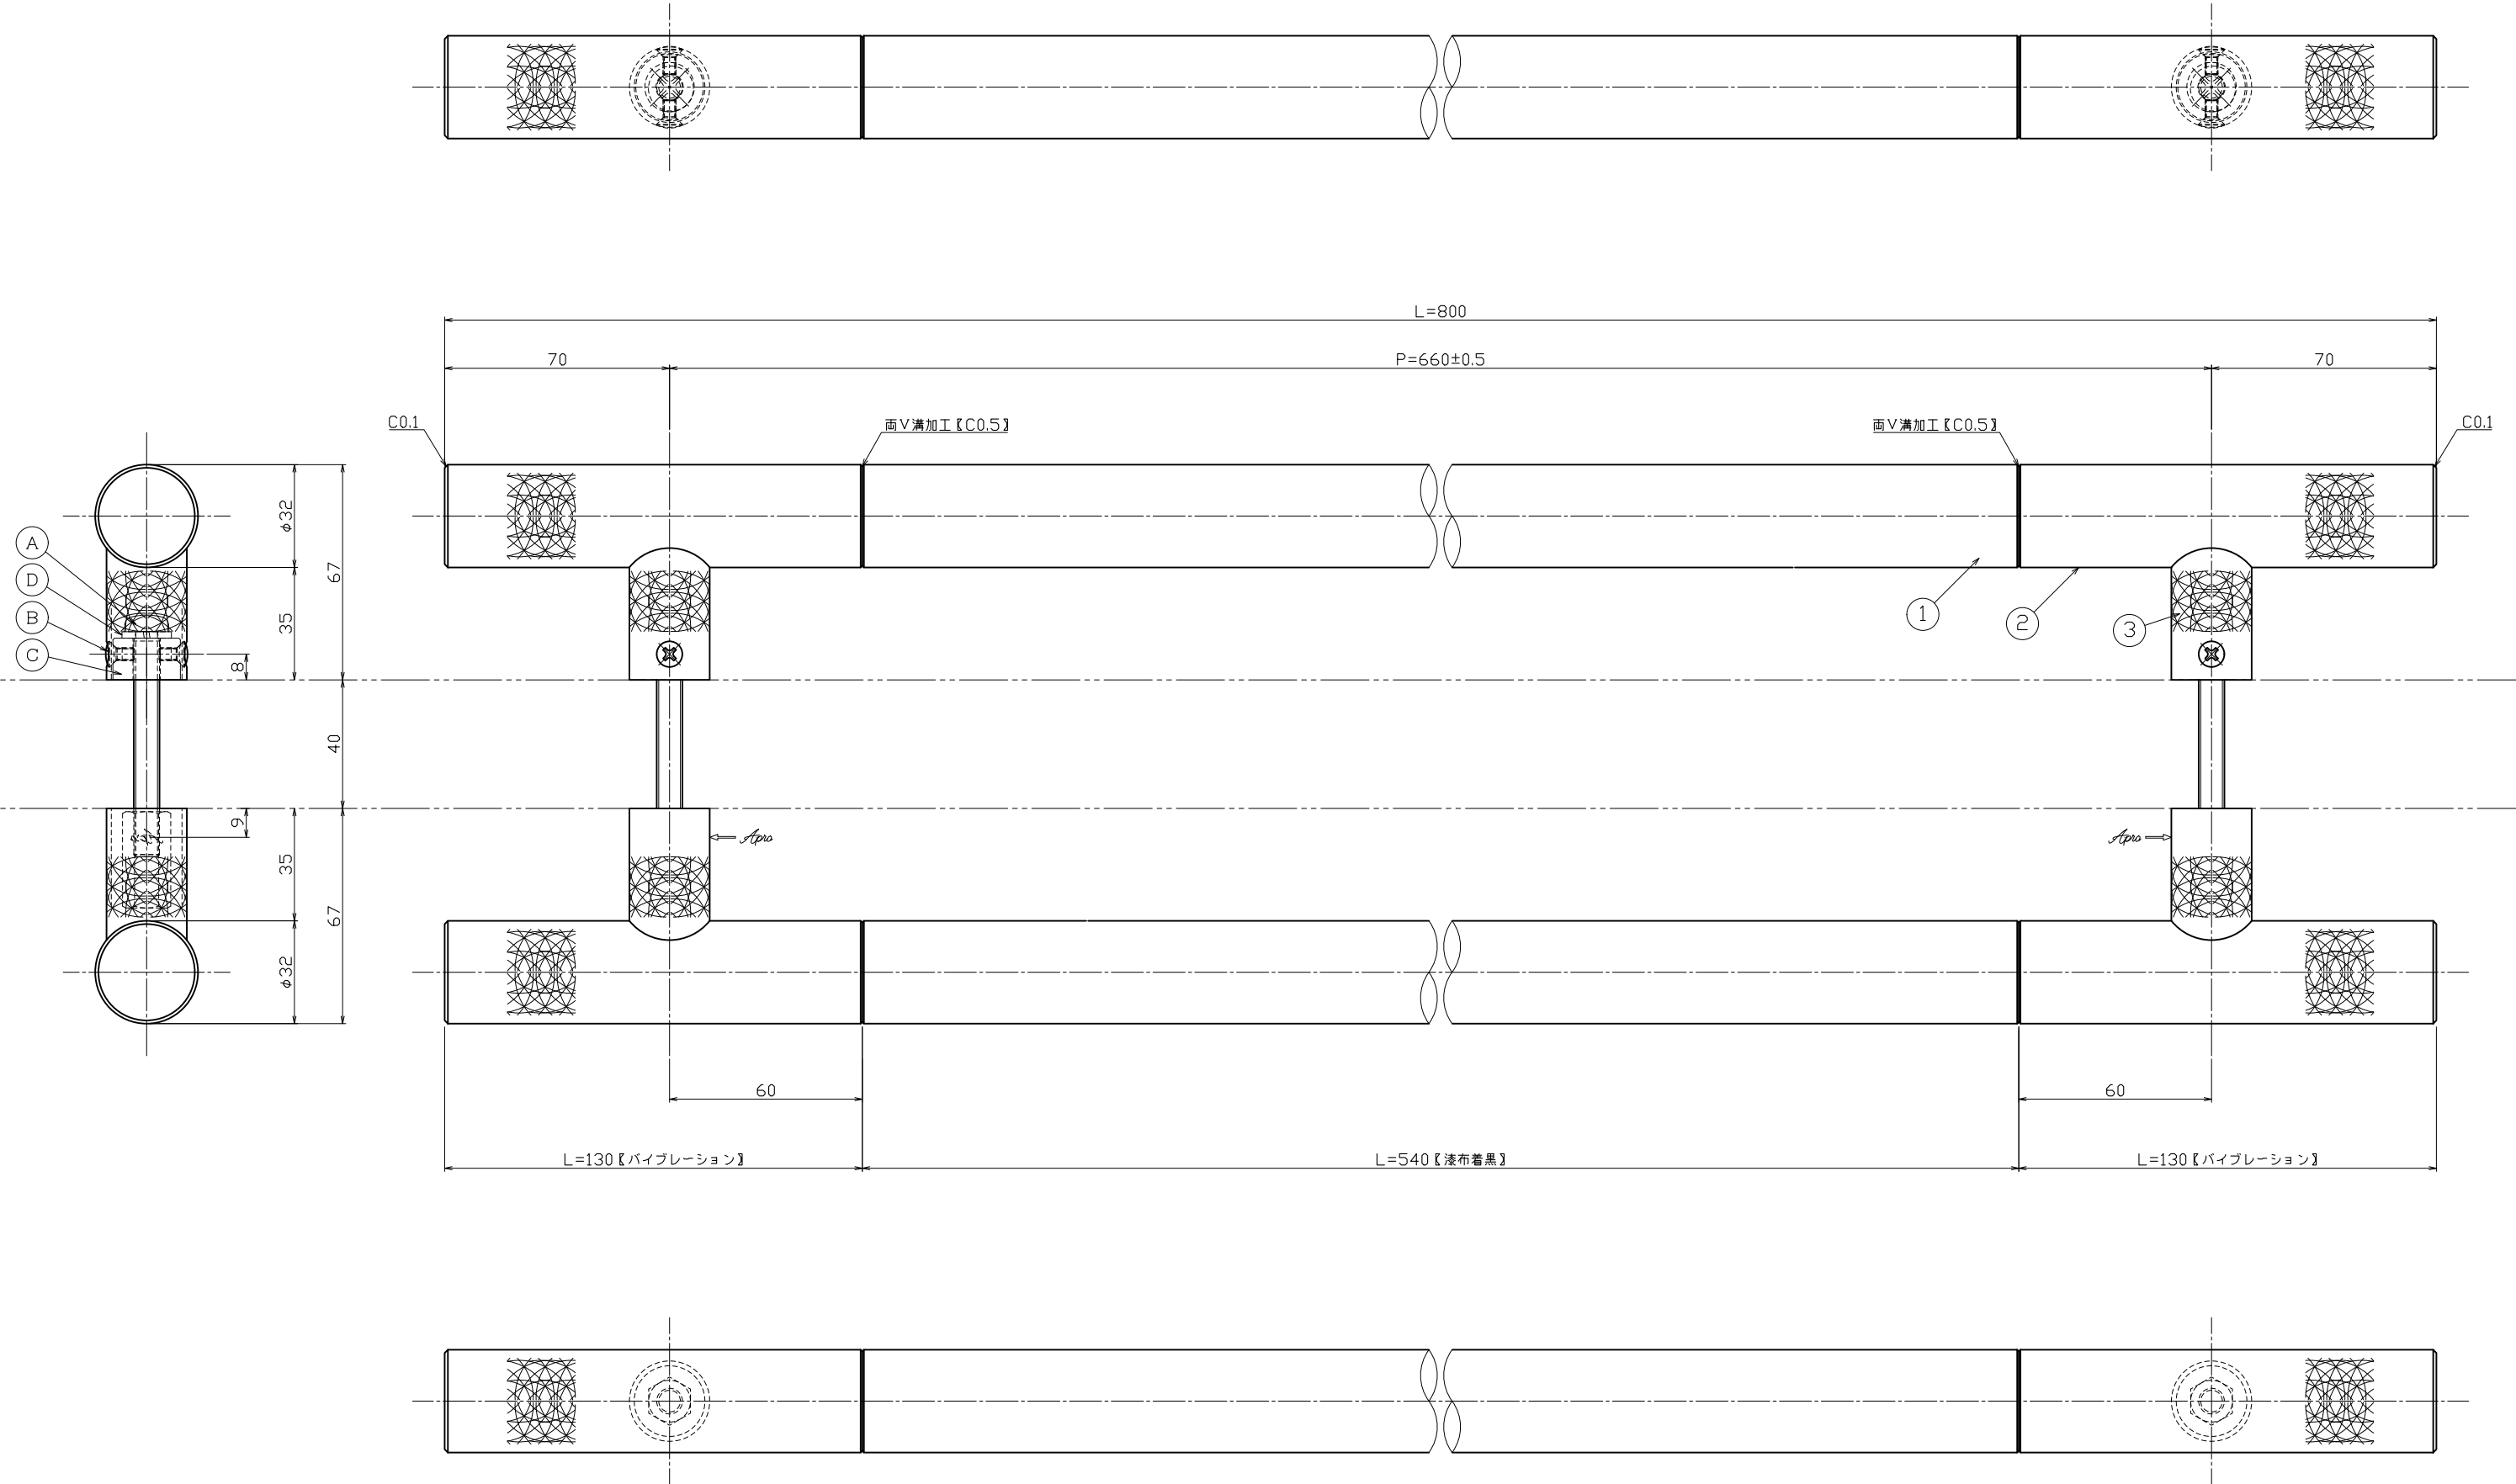 L=800
70
P=660±0.5
70
C0.1
両V溝加工〖C0.5〗
両V溝加工〖C0.5〗
C0.1
φ32
67
A
D
B
C
35
8
1
2
3
40
9
Apro
Apro
35
67
φ32
60
60
L=130〖バイブレーション〗
L=540〖漆布着黒〗
L=130〖バイブレーション〗